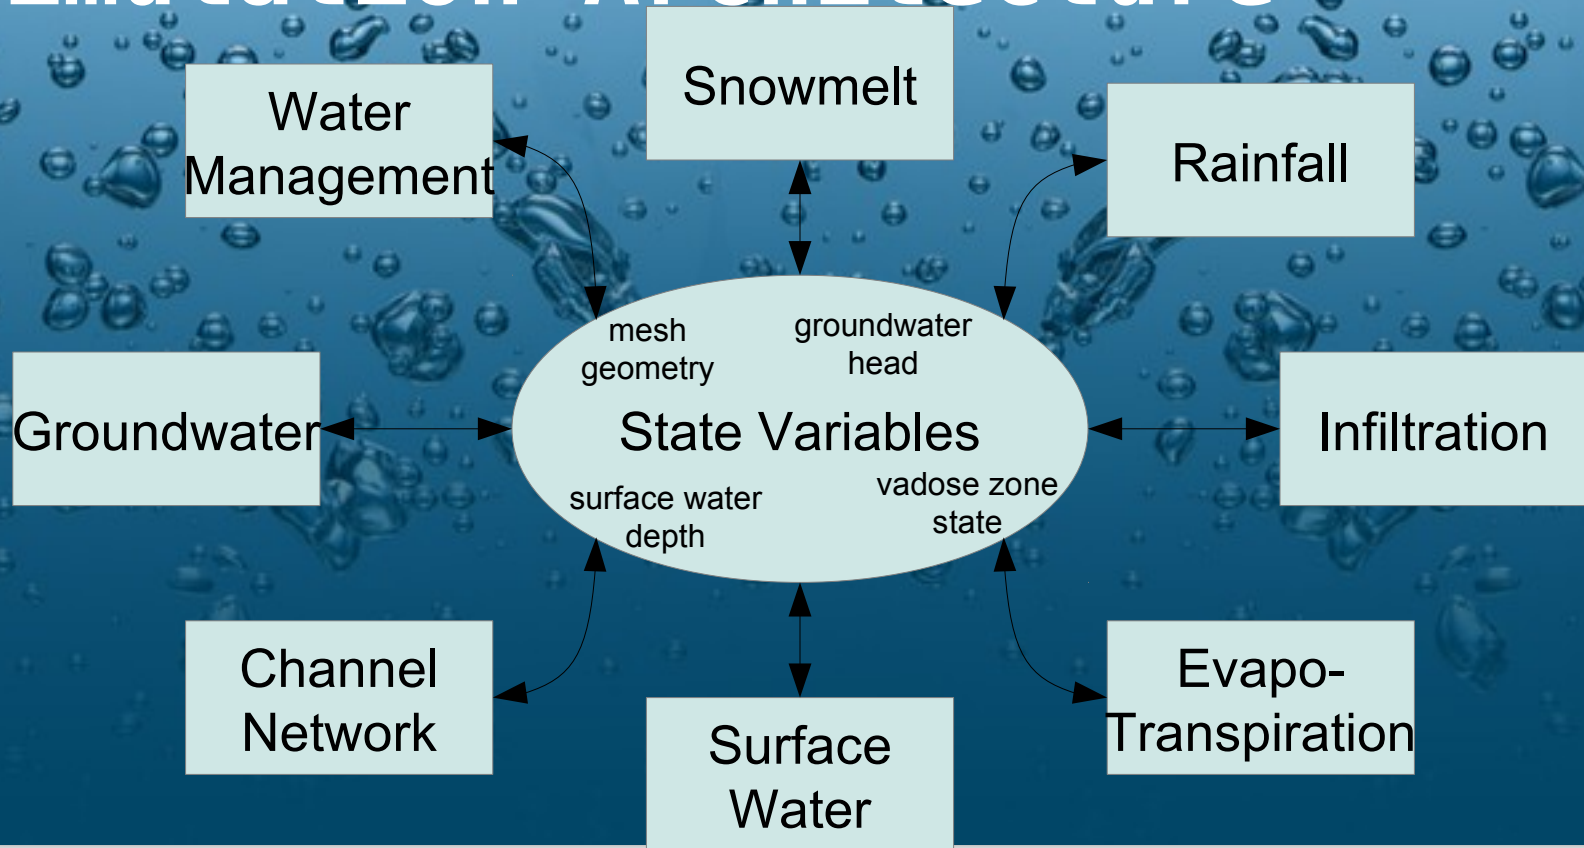 Snowmelt
Water
Management
Rainfall
mesh
geometry
groundwater
head
Groundwater
State Variables
Infiltration
surface water
depth
vadose zone
state
Channel
Network
Surface
Water
Evapo-
Transpiration